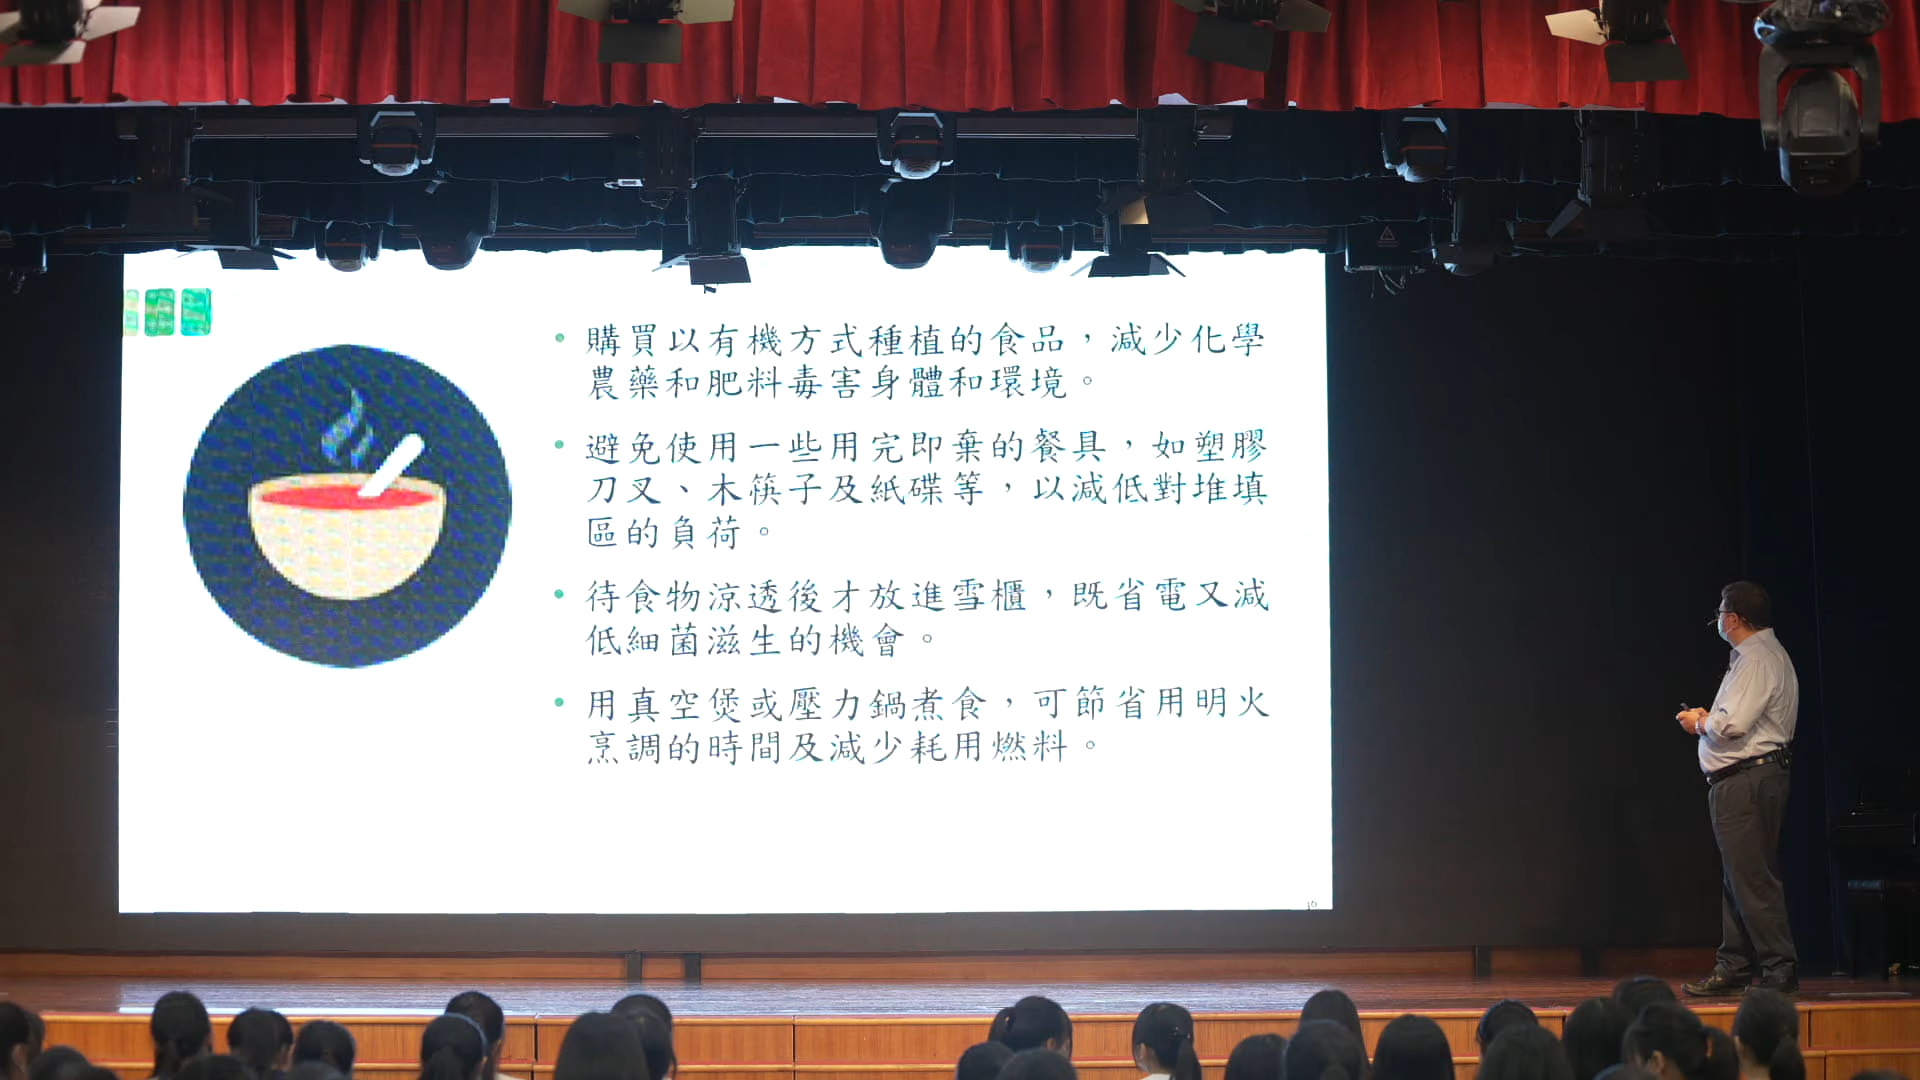 • 購買以有機方式種植的食品，減少化學
農藥和肥料毒害身體和環境。
• 避免使用一些用完即棄的餐具，如塑膠
刀叉、木筷子及紙碟等，以減低對堆填
區的負荷。
• 待食物涼透後才放進雪櫃，既省電又減
低細菌滋生的機會。
• 用真空煲或壓力鍋煮食，可節省用明火
烹調的時間及減少耗用燃料。